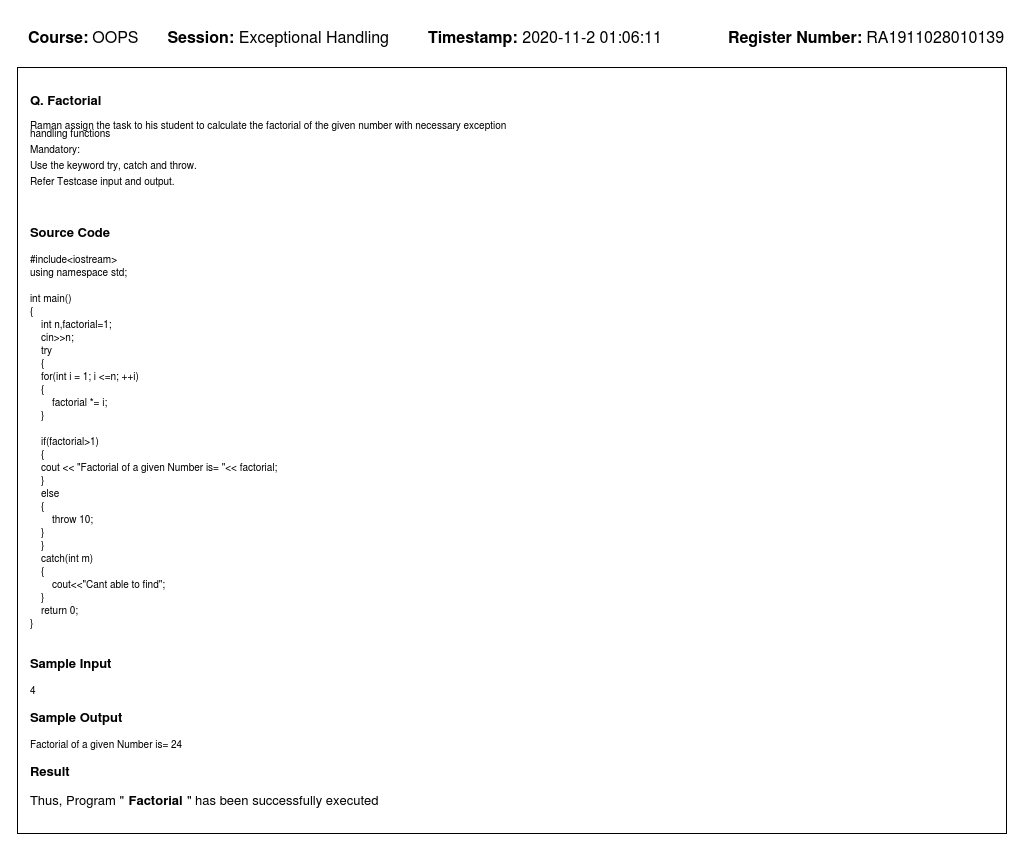 Course: OOPS Session: Exceptional Handling Timestamp: 2020-11-2 01:06:11 Register Number: RA1911028010139
Q. Factorial
Raman assign the task to his student to calculate the factorial of the given number with necessary exception
handling functions
Mandatory:
Use the keyword try, catch and throw.
Refer Testcase input and output.
Source Code
#include<iostream>
using namespace std;
int main()
{
int n,factorial=1;
cin>>n;
try
{
for(int i = 1; i <=n; ++i)
{
factorial *= i;
}
if(factorial>1)
{
cout << "Factorial of a given Number is= "<< factorial;
}
else
{
throw 10;
}
}
catch(int m)
{
cout<<"Cant able to find";
}
return 0;
}
Sample Input
4
Sample Output
Factorial of a given Number is= 24
Result
Thus, Program " Factorial " has been successfully executed